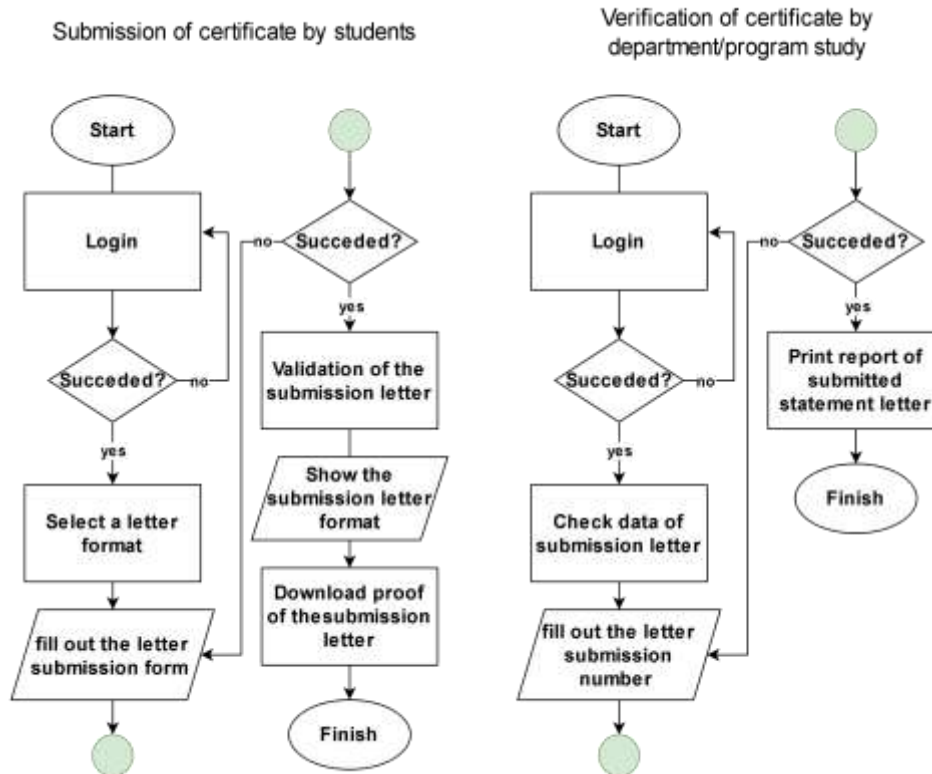 Submission of certificate by students
Start
Login
Succeded?
no
yes
Select a letter
format
fill out the letter
submission form
Succeded?
no
yes
Validation of the
submission letter
Show the
submission letter
format
Download proof
of thesubmission
letter
Finish
Verification of certificate by
department/program study
Start
Login
Succeded?
no
yes
Check data of
submission letter
fill out the letter
submission
number
Succeded?
no
yes
Print report of
submitted
statement letter
Finish